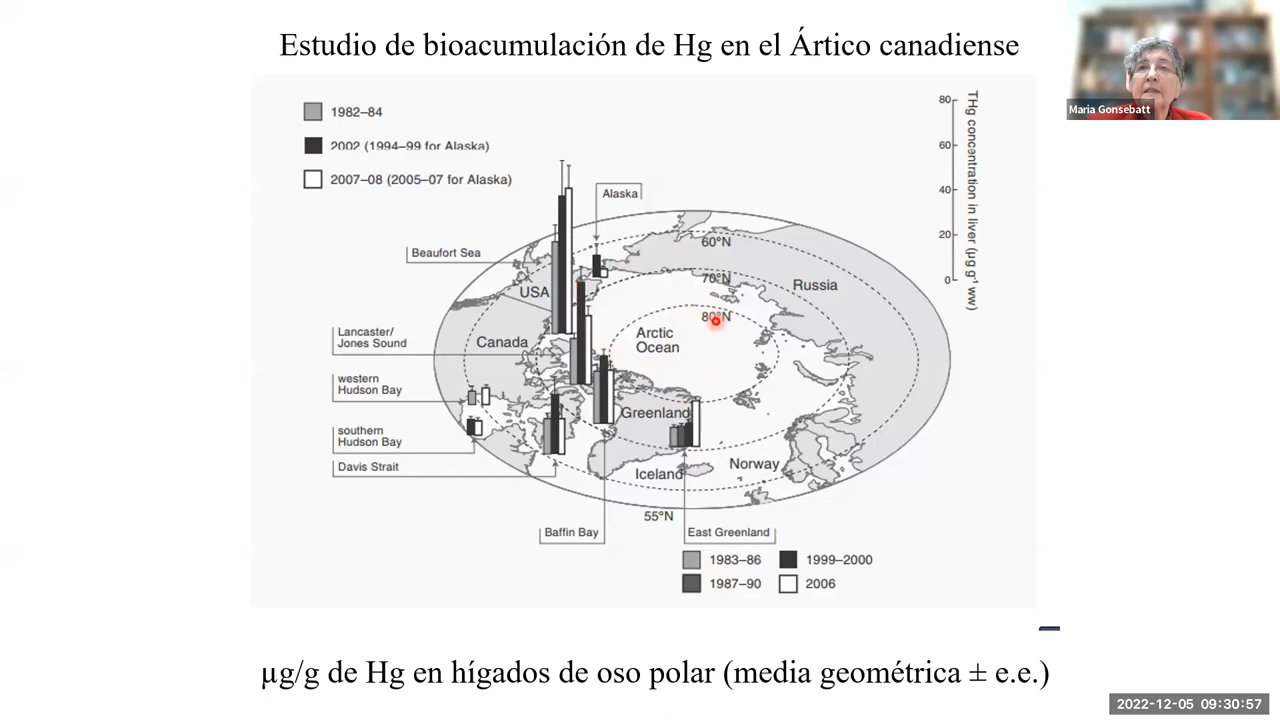 Estudio de bioacumulación de Hg en el Ártico canadiense
Maria Gonsebatt
1982–84
2002 (1994–99 for Alaska)
2007–08 (2005–07 for Alaska)
80
60
40
20
0
THg concentration in liver (µg g⁻¹ ww)
Alaska
Beaufort Sea
60°N
70°N
80°N
Russia
USA
Arctic
Ocean
Canada
Lancaster/
Jones Sound
western
Hudson Bay
southern
Hudson Bay
Davis Strait
Greenland
Iceland
Norway
55°N
Baffin Bay
East Greenland
1983–86
1999–2000
1987–90
2006
µg/g de Hg en hígados de oso polar (media geométrica ± e.e.)
2022-12-05 09:30:57